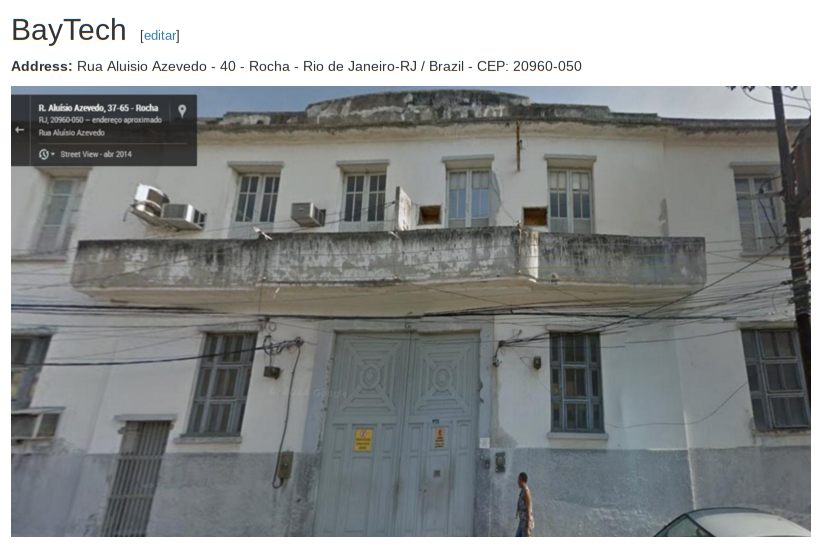 BayTech [editar]
Address: Rua Aluisio Azevedo - 40 - Rocha - Rio de Janeiro-RJ / Brazil - CEP: 20960-050
R. Aluísio Azevedo, 37-65 - Rocha
RJ, 20960-050 – endereço aproximado
Rua Aluísio Azevedo
Street View - abr 2014